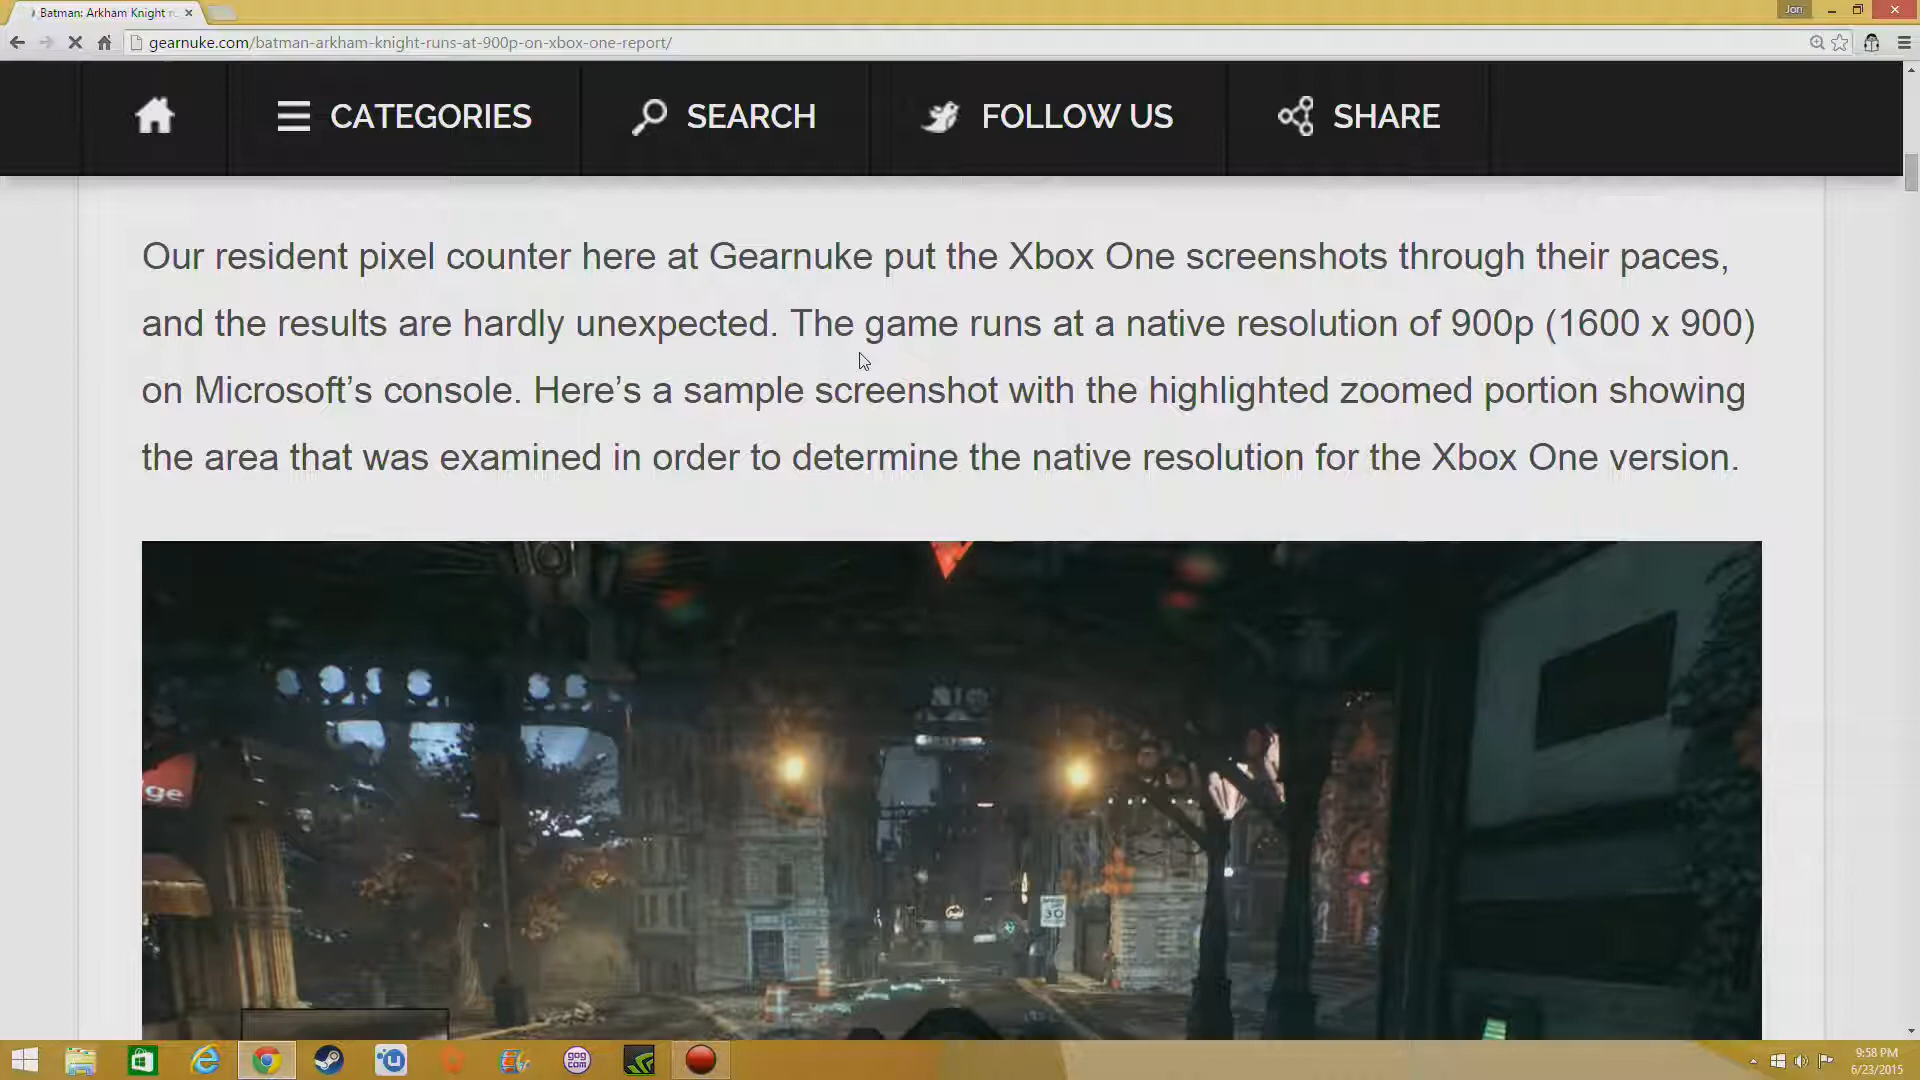 Batman: Arkham Knight r
Jon
gearnuke.com/batman-arkham-knight-runs-at-900p-on-xbox-one-report/
CATEGORIES
SEARCH
FOLLOW US
SHARE
Our resident pixel counter here at Gearnuke put the Xbox One screenshots through their paces,
and the results are hardly unexpected. The game runs at a native resolution of 900p (1600 x 900)
on Microsoft’s console. Here’s a sample screenshot with the highlighted zoomed portion showing
the area that was examined in order to determine the native resolution for the Xbox One version.
ge
30
gog
com
9:58 PM
6/23/2015